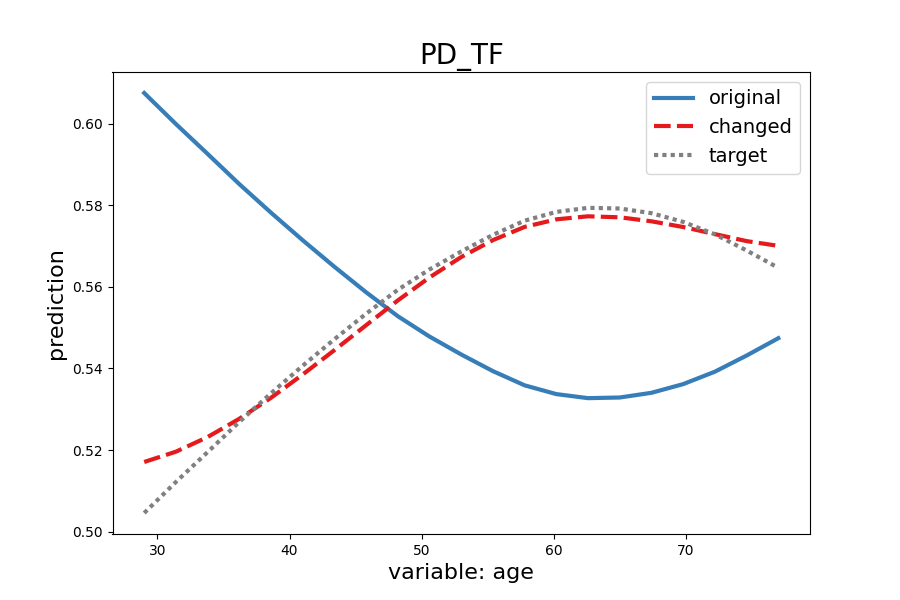 PD_TF
original
changed
target
prediction
0.60
0.58
0.56
0.54
0.52
0.50
30 40 50 60 70
variable: age